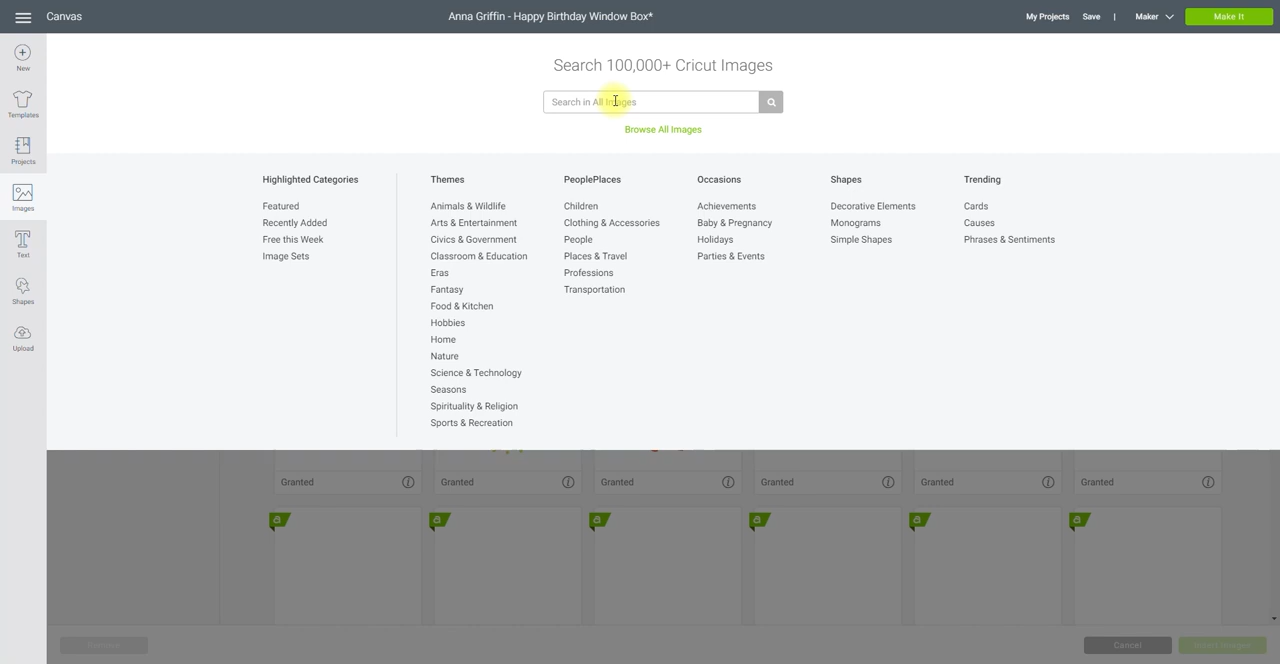 Canvas
Anna Griffin - Happy Birthday Window Box*
My Projects Save | Maker Make It
New
Templates
Projects
Images
Text
Shapes
Upload
Search 100,000+ Cricut Images
Search in All Images
Browse All Images
Highlighted Categories
Featured
Recently Added
Free this Week
Image Sets
Themes
Animals & Wildlife
Arts & Entertainment
Civics & Government
Classroom & Education
Eras
Fantasy
Food & Kitchen
Hobbies
Home
Nature
Science & Technology
Seasons
Spirituality & Religion
Sports & Recreation
PeoplePlaces
Children
Clothing & Accessories
People
Places & Travel
Professions
Transportation
Occasions
Achievements
Baby & Pregnancy
Holidays
Parties & Events
Shapes
Decorative Elements
Monograms
Simple Shapes
Trending
Cards
Causes
Phrases & Sentiments
Granted Granted Granted Granted Granted Granted
a a a a a a
Cancel Insert Images